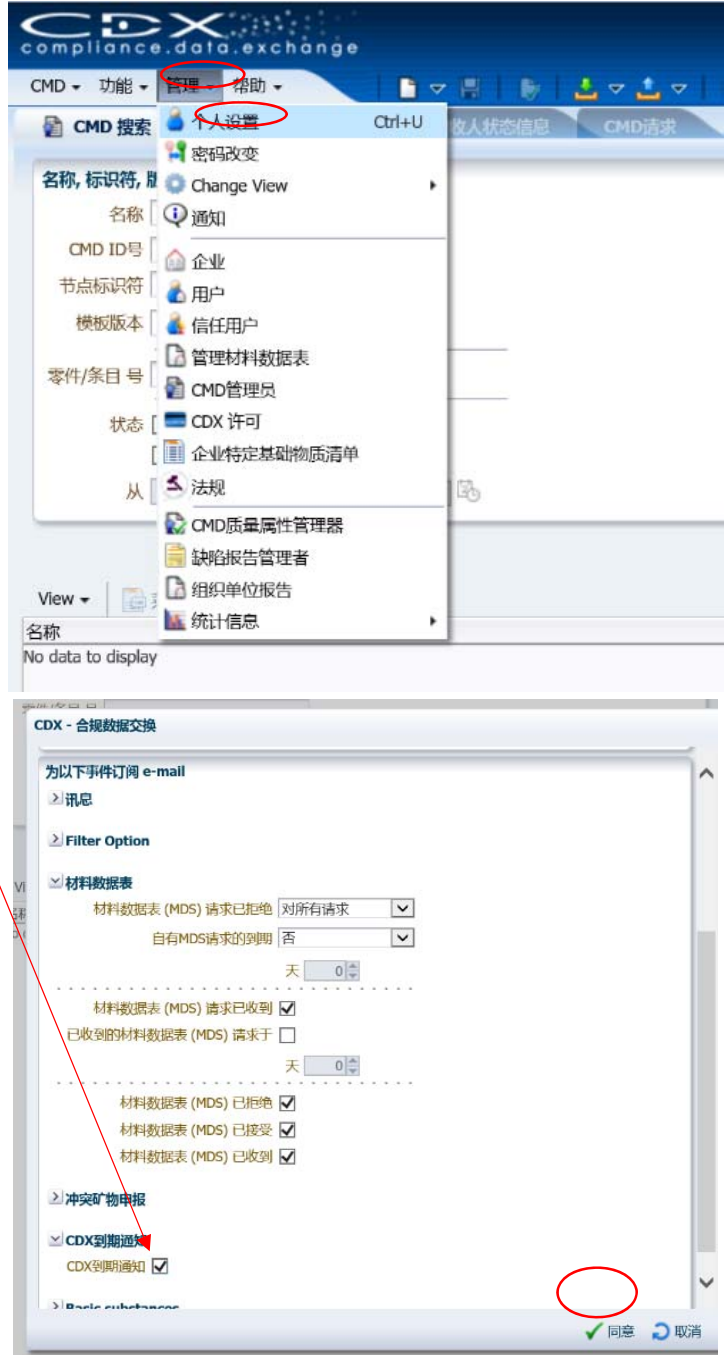 CDX
compliance.data.exchange
CMD 功能 管理 帮助
CMD 搜索 收人状态信息 CMD请求
个人设置 Ctrl+U
密码改变
Change View
通知
企业
用户
信任用户
管理材料数据表
CMD管理员
CDX 许可
企业特定基础物质清单
法规
CMD质量属性管理器
缺陷报告管理者
组织单位报告
统计信息
名称, 标识符,
名称
CMD ID号
节点标识符
模板版本
零件/条目 号
状态
从
View
名称
No data to display
CDX - 合规数据交换
为以下事件订阅 e-mail
讯息
Filter Option
材料数据表
材料数据表 (MDS) 请求已拒绝 对所有请求
自有MDS请求的到期 否
天 0
材料数据表 (MDS) 请求已收到
已收到的材料数据表 (MDS) 请求于
天 0
材料数据表 (MDS) 已拒绝
材料数据表 (MDS) 已接受
材料数据表 (MDS) 已收到
冲突矿物申报
CDX到期通知
CDX到期通知
Basic substances
同意 取消